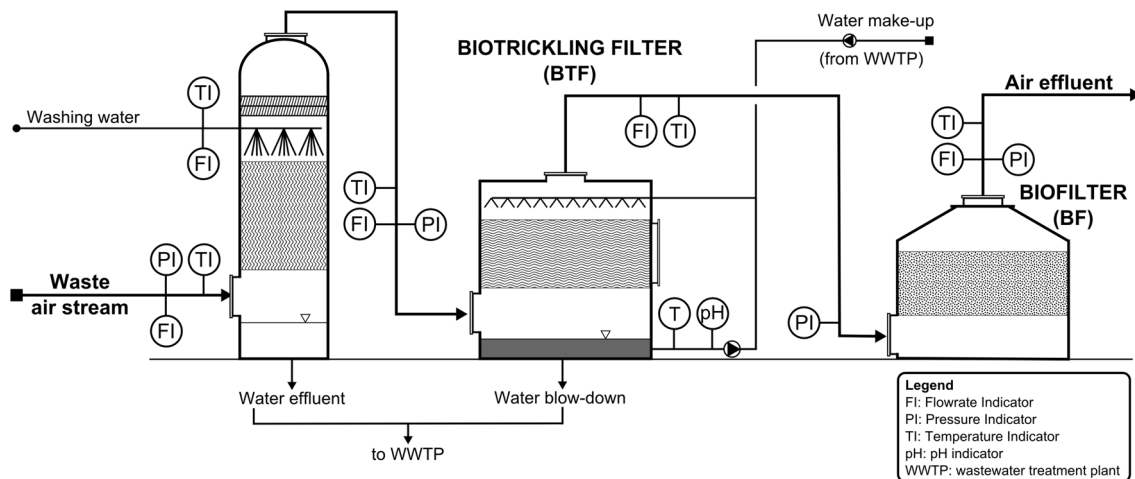 Water make-up
(from WWTP)
BIOTRICKLING FILTER
(BTF)
Air effluent
TI
Washing water
FI
FI
TI
TI
FI
PI
TI
FI
PI
BIOFILTER
(BF)
PI
TI
Waste
air stream
FI
T
pH
PI
Water effluent
Water blow-down
to WWTP
Legend
FI: Flowrate Indicator
PI: Pressure Indicator
TI: Temperature Indicator
pH: pH indicator
WWTP: wastewater treatment plant